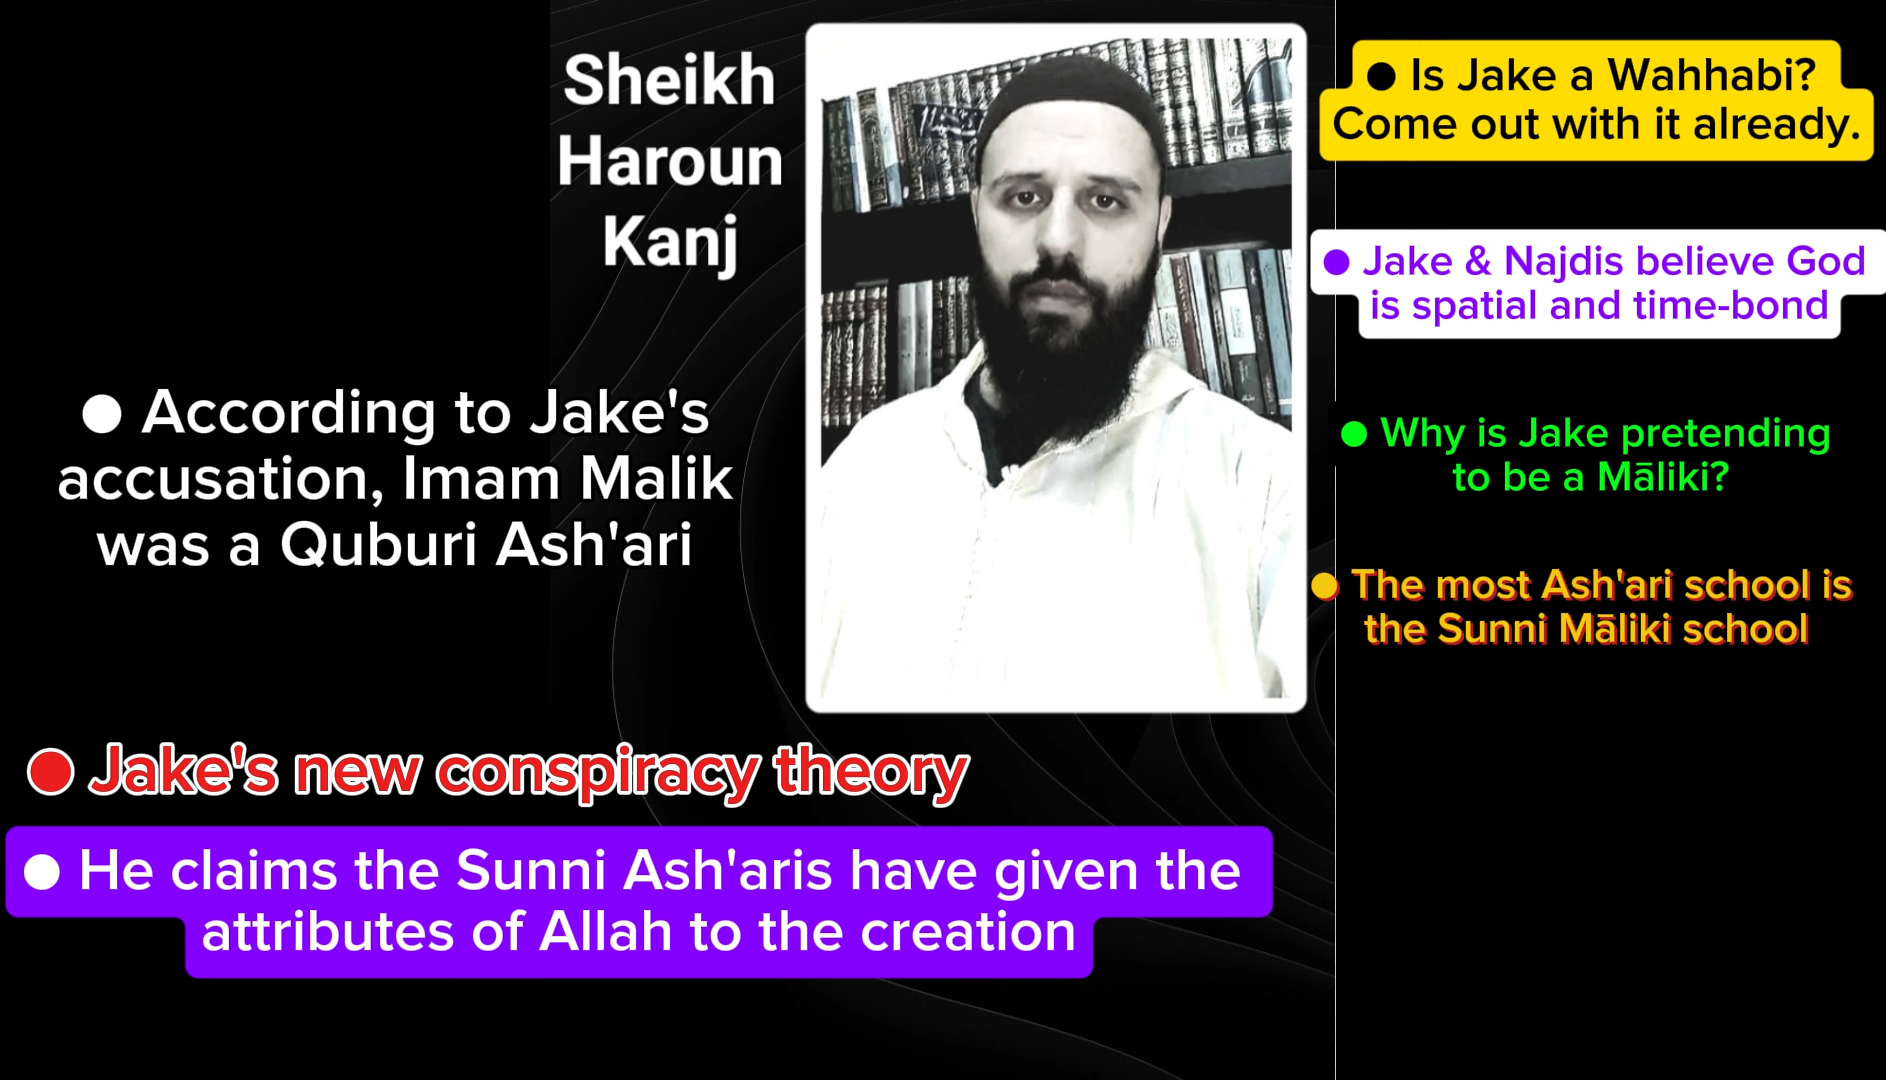 Sheikh
Haroun
Kanj
● According to Jake's
accusation, Imam Malik
was a Quburi Ash'ari
● Jake's new conspiracy theory
● He claims the Sunni Ash'aris have given the
attributes of Allah to the creation
● Is Jake a Wahhabi?
Come out with it already.
● Jake & Najdis believe God
is spatial and time-bond
● Why is Jake pretending
to be a Māliki?
● The most Ash'ari school is
the Sunni Māliki school